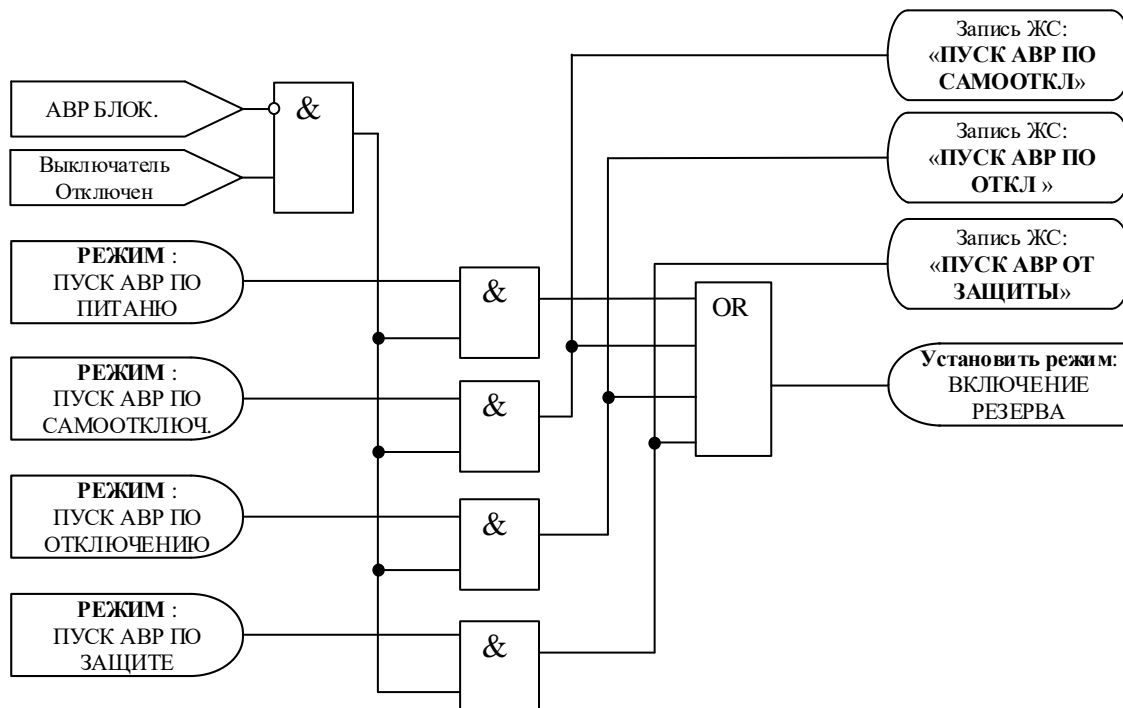 АВР БЛОК.
Выключатель
Отключен
РЕЖИМ :
ПУСК АВР ПО
ПИТАНЮ
РЕЖИМ :
ПУСК АВР ПО
САМООТКЛЮЧ.
РЕЖИМ :
ПУСК АВР ПО
ОТКЛЮЧЕНИЮ
РЕЖИМ :
ПУСК АВР ПО
ЗАЩИТЕ
&
&
&
&
&
OR
Запись ЖС:
«ПУСК АВР ПО
САМООТКЛ»
Запись ЖС:
«ПУСК АВР ПО
ОТКЛ »
Запись ЖС:
«ПУСК АВР ОТ
ЗАЩИТЫ»
Установить режим:
ВКЛЮЧЕНИЕ
РЕЗЕРВА